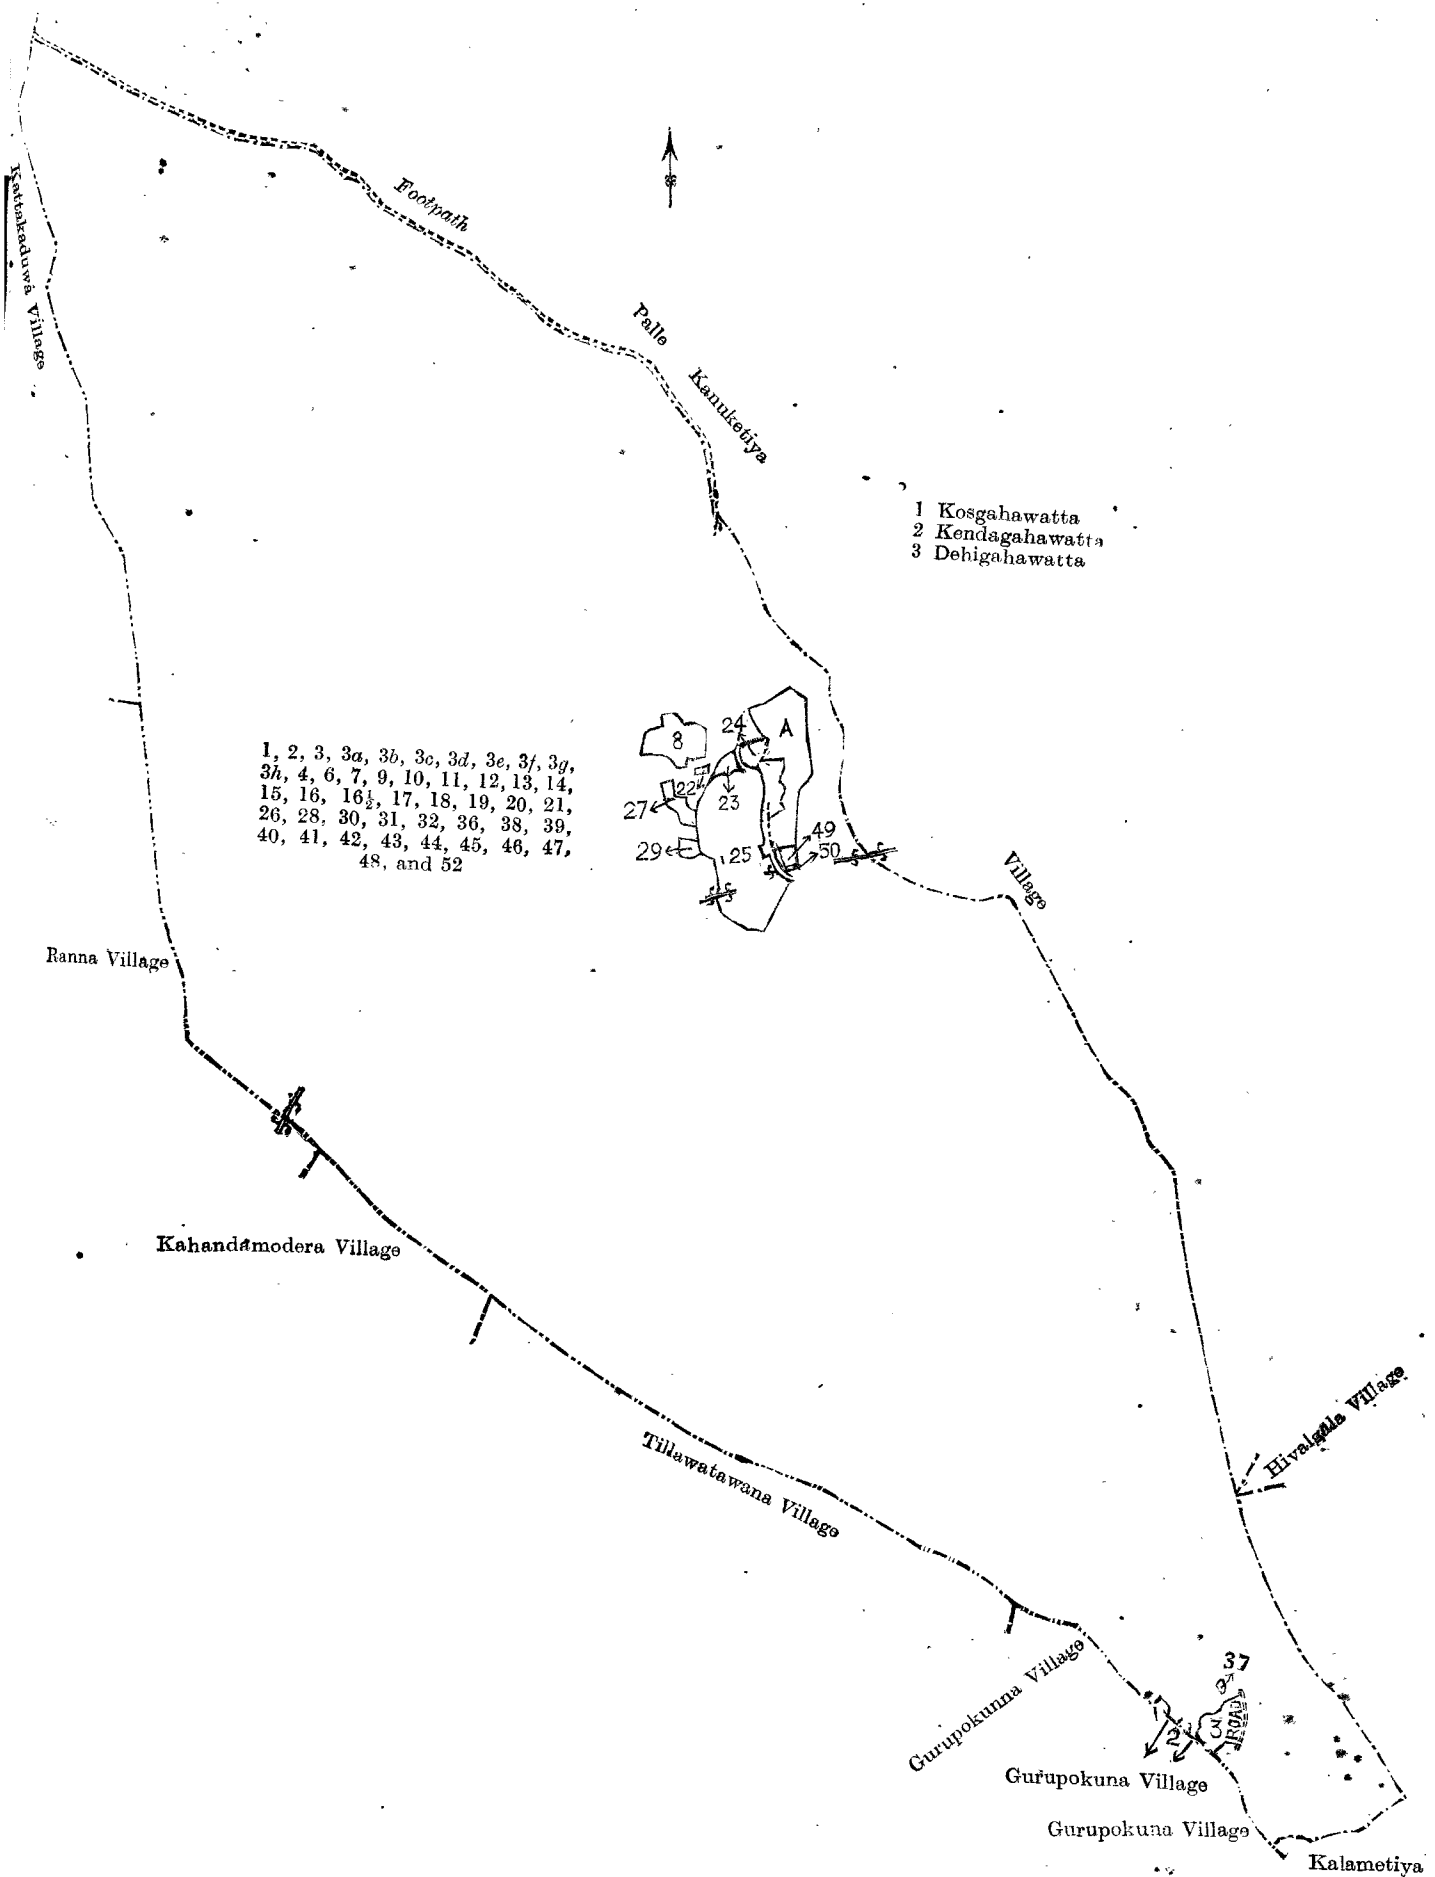 Kattakaduwa Village
Footpath
Palle
Kanuketiya
1 Kosgahawatta
2 Kendagahawatta
3 Dehigahawatta
24
A
8
1, 2, 3, 3a, 3b, 3c, 3d, 3e, 3f, 3g,
3h, 4, 6, 7, 9, 10, 11, 12, 13, 14,
15, 16, 16½, 17, 18, 19, 20, 21,
26, 28, 30, 31, 32, 36, 38, 39,
40, 41, 42, 43, 44, 45, 46, 47,
48, and 52
22
23
27
29
25
49
50
Village
Ranna Village
Kahandamodera Village
Hivalgala Village
Tillawatawana Village
37
3
ROAD
2
Gurupokunna Village
Gurupokuna Village
Gurupokuna Village
Kalametiya